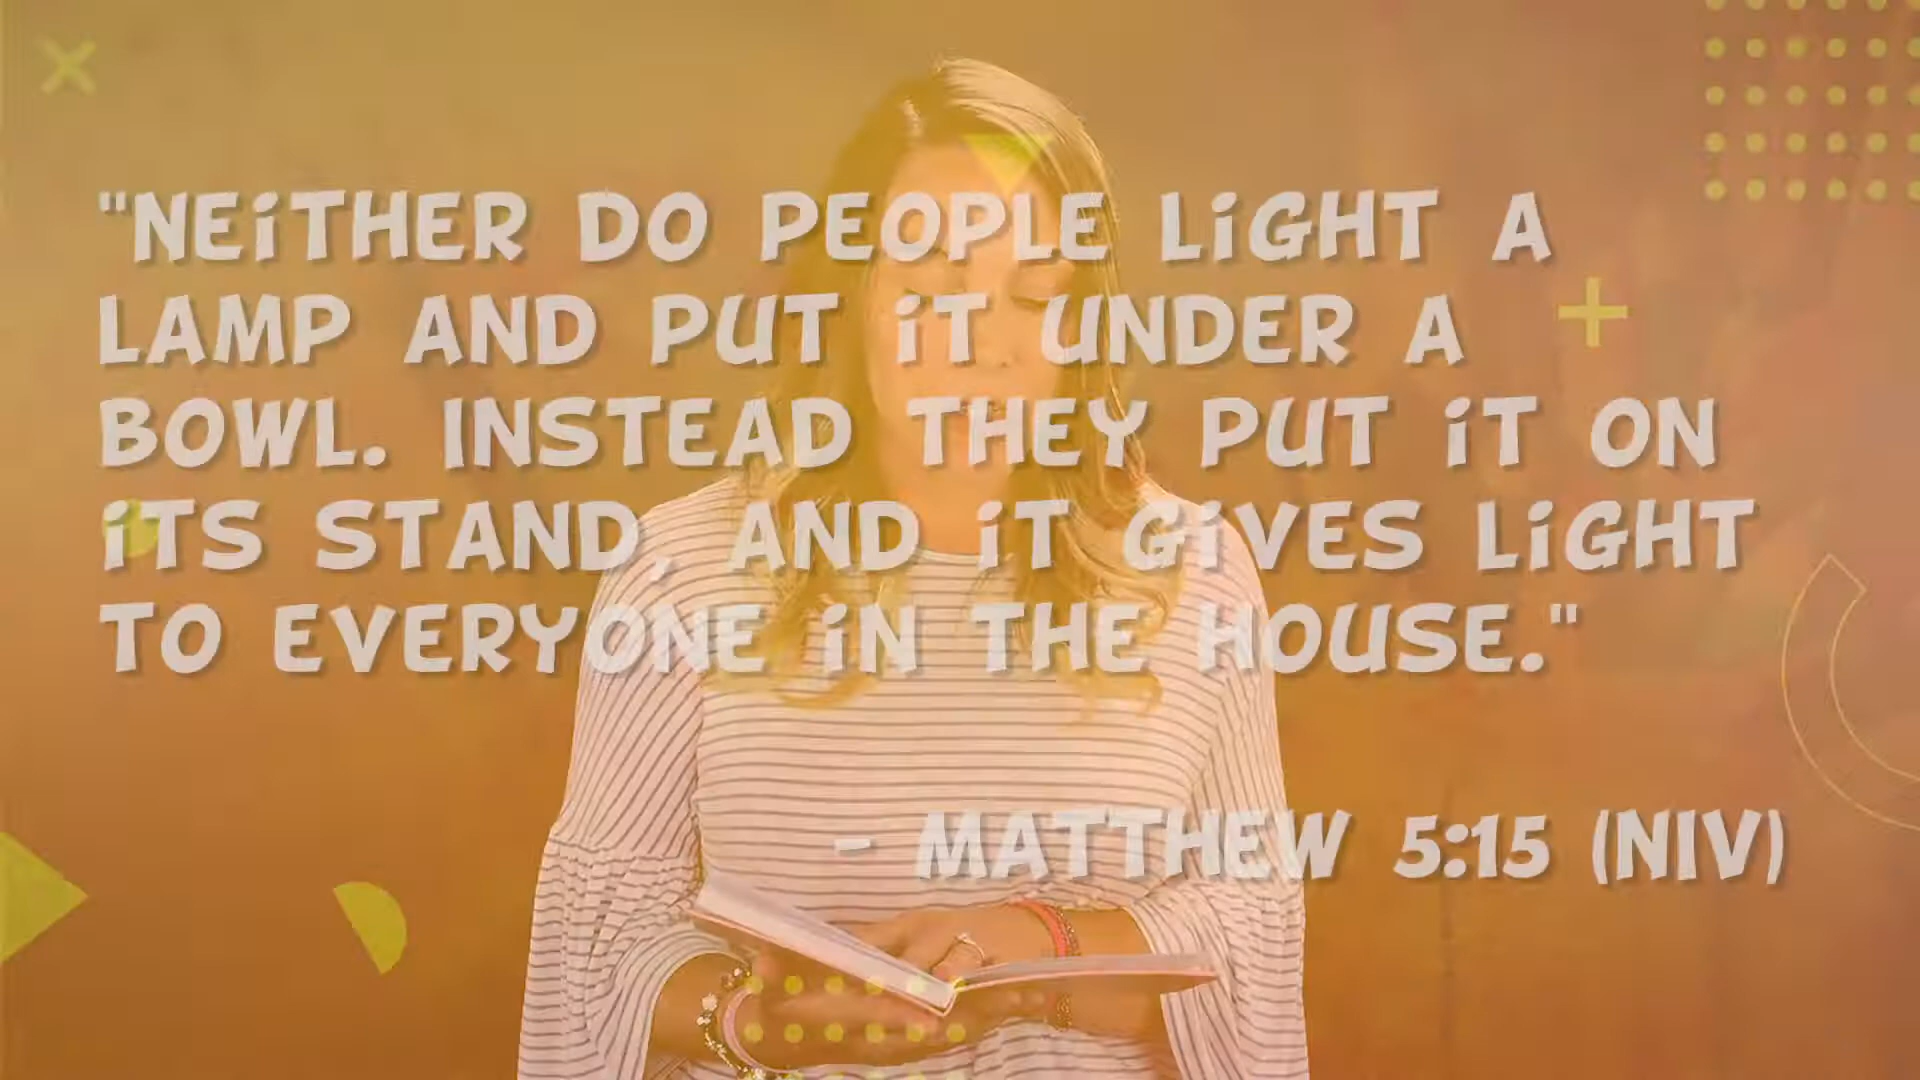 "NEiTHER DO PEOPLE LiGHT A
LAMP AND PUT iT UNDER A
BOWL. INSTEAD THEY PUT iT ON
iTS STAND, AND iT GiVES LiGHT
TO EVERYONE iN THE HOUSE."
- MATTHEW 5:15 (NIV)